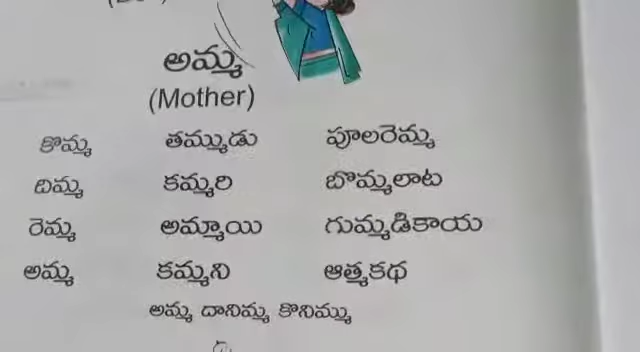 అమ్మ
(Mother)
కొమ్మ తమ్ముడు పూలరెమ్మ
దిమ్మ కమ్మరి బొమ్మలాట
రెమ్మ అమ్మాయి గుమ్మడికాయ
అమ్మ కమ్మని ఆత్మకథ
అమ్మ దానిమ్మ కొనిమ్ము